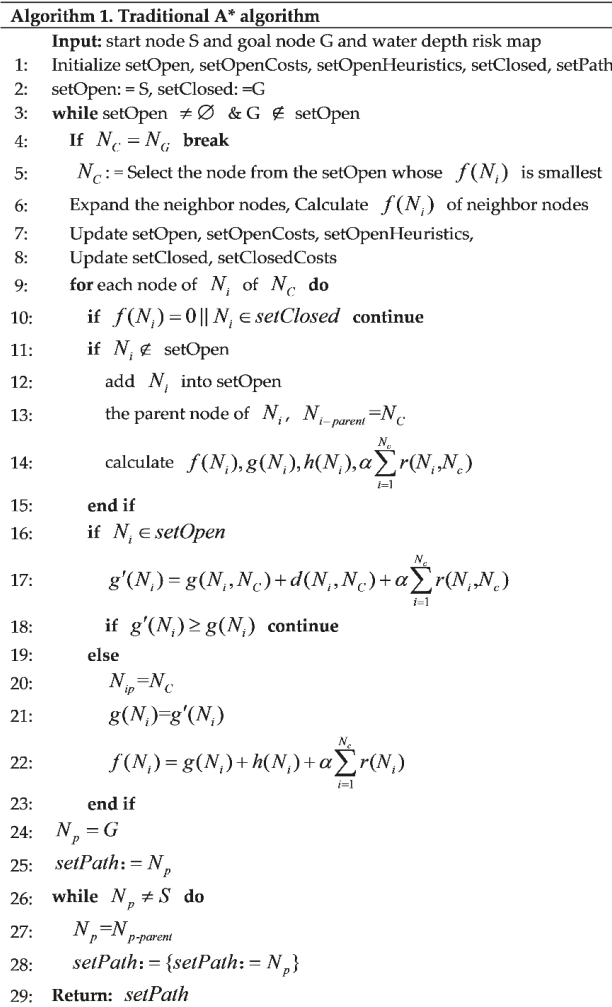 Algorithm 1. Traditional A* algorithm
Input: start node S and goal node G and water depth risk map
1: Initialize setOpen, setOpenCosts, setOpenHeuristics, setClosed, setPath
2: setOpen: = S, setClosed: =G
3: while setOpen ≠ ∅ & G ∉ setOpen
4: If N_C = N_G break
5: N_C : = Select the node from the setOpen whose f(N_i) is smallest
6: Expand the neighbor nodes, Calculate f(N_i) of neighbor nodes
7: Update setOpen, setOpenCosts, setOpenHeuristics,
8: Update setClosed, setClosedCosts
9: for each node of N_i of N_C do
10: if f(N_i) = 0 || N_i ∈ setClosed continue
11: if N_i ∉ setOpen
12: add N_i into setOpen
13: the parent node of N_i, N_{i−parent}=N_C
14: calculate f(N_i), g(N_i), h(N_i), α∑_{i=1}^{N_c} r(N_i,N_c)
15: end if
16: if N_i ∈ setOpen
17: g′(N_i) = g(N_i, N_C) + d(N_i, N_C) + α∑_{i=1}^{N_c} r(N_i,N_c)
18: if g′(N_i) ≥ g(N_i) continue
19: else
20: N_{ip}=N_C
21: g(N_i)=g′(N_i)
22: f(N_i) = g(N_i) + h(N_i) + α∑_{i=1}^{N_c} r(N_i)
23: end if
24: N_p = G
25: setPath: = N_p
26: while N_p ≠ S do
27: N_p=N_{p-parent}
28: setPath: = {setPath: = N_p}
29: Return: setPath